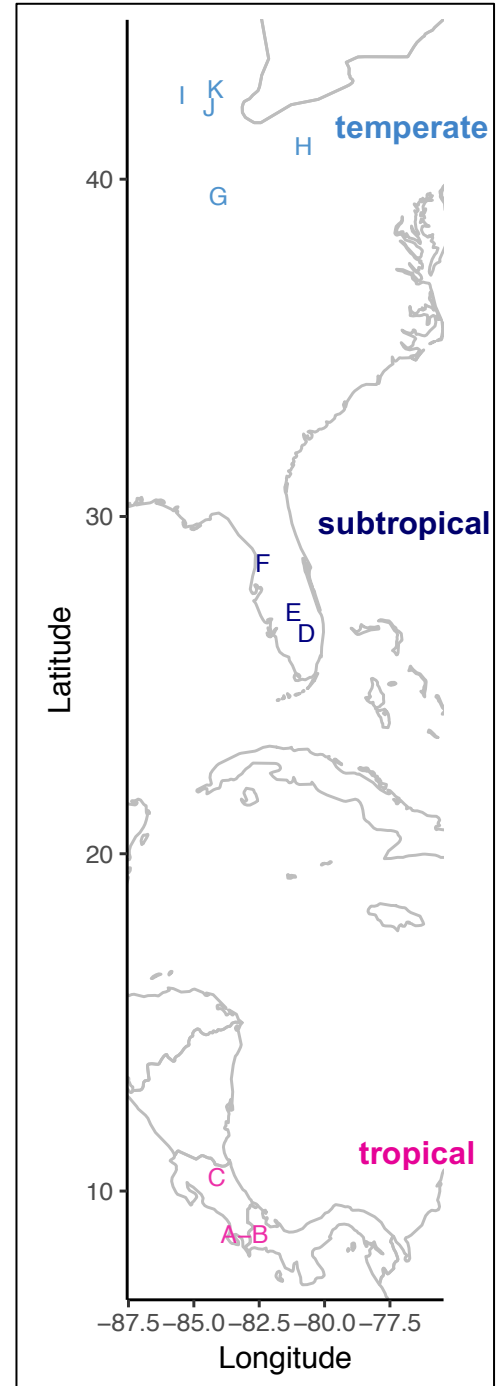 K
I
J
temperate
H
40
G
30
subtropical
F
E
D
Latitude
20
tropical
C
10
A–B
−87.5 −85.0 −82.5 −80.0 −77.5
Longitude